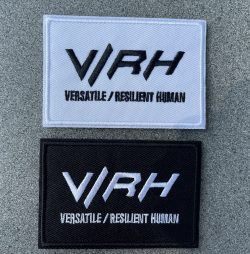 V/RH
VERSATILE / RESILIENT HUMAN
V/RH
VERSATILE / RESILIENT HUMAN